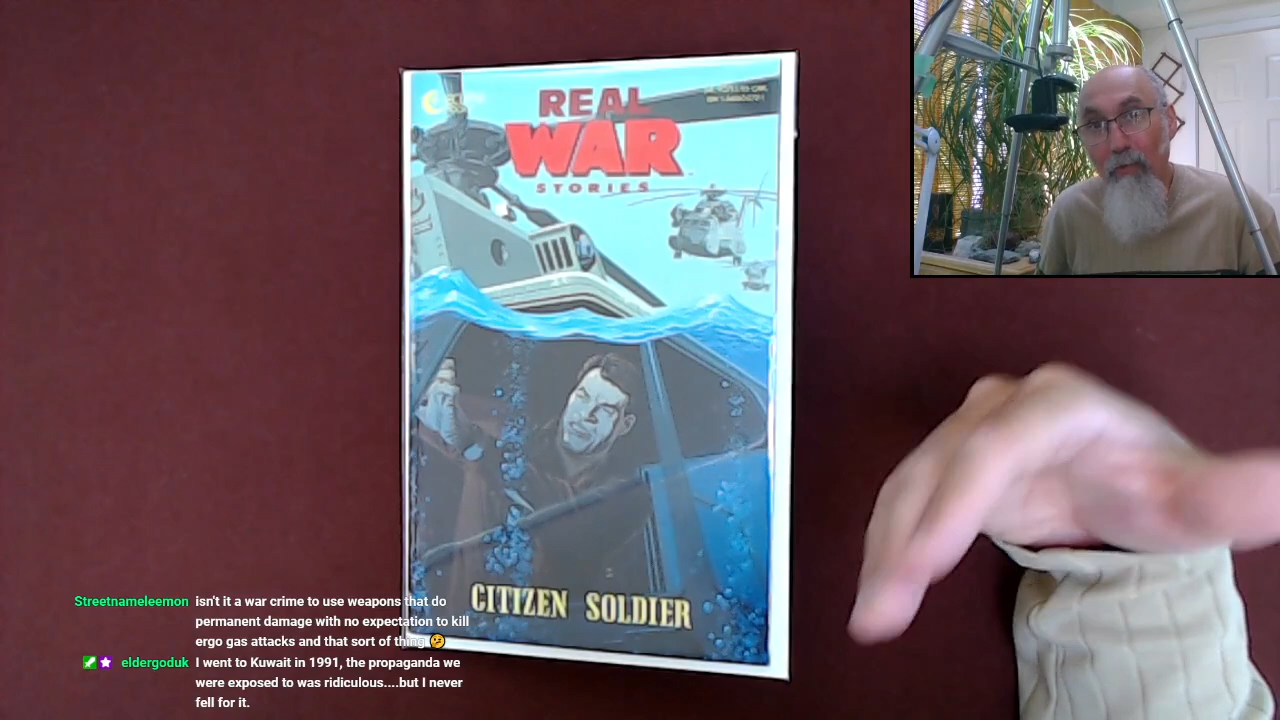 REAL
WAR
STORIES
CITIZEN SOLDIER
Streetnameleemon isn't it a war crime to use weapons that do
permanent damage with no expectation to kill
ergo gas attacks and that sort of thing 🤨
eldergoduk I went to Kuwait in 1991, the propaganda we
were exposed to was ridiculous....but I never
fell for it.